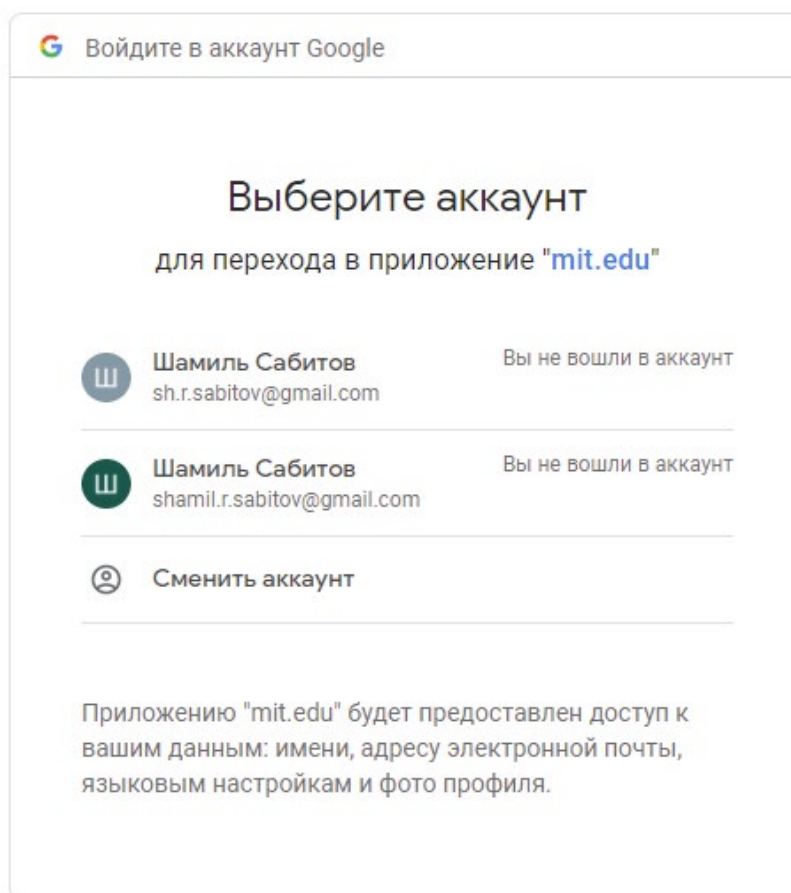 Войдите в аккаунт Google
Выберите аккаунт
для перехода в приложение "mit.edu"
Ш
Шамиль Сабитов
Вы не вошли в аккаунт
sh.r.sabitov@gmail.com
Ш
Шамиль Сабитов
Вы не вошли в аккаунт
shamil.r.sabitov@gmail.com
Сменить аккаунт
Приложению "mit.edu" будет предоставлен доступ к
вашим данным: имени, адресу электронной почты,
языковым настройкам и фото профиля.